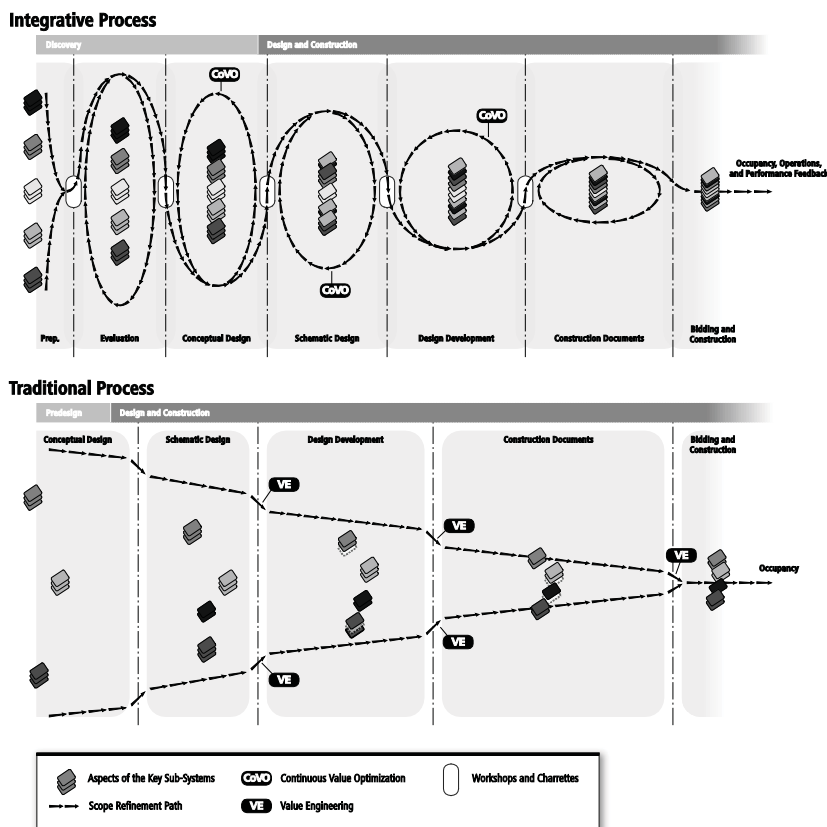 Integrative Process
Discovery
Design and Construction
CoVO
CoVO
Occupancy, Operations,
and Performance Feedback
CoVO
Prep.
Evaluation
Conceptual Design
Schematic Design
Design Development
Construction Documents
Bidding and
Construction
Traditional Process
Predesign
Design and Construction
Conceptual Design
Schematic Design
Design Development
Construction Documents
Bidding and
Construction
VE
VE
VE
Occupancy
VE
VE
Aspects of the Key Sub-Systems
CoVO
Continuous Value Optimization
Workshops and Charrettes
Scope Refinement Path
VE
Value Engineering